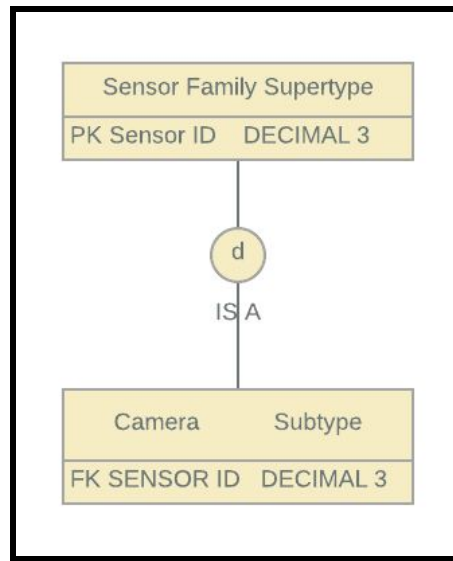 Sensor Family Supertype
PK Sensor ID DECIMAL 3
d
IS A
Camera Subtype
FK SENSOR ID DECIMAL 3